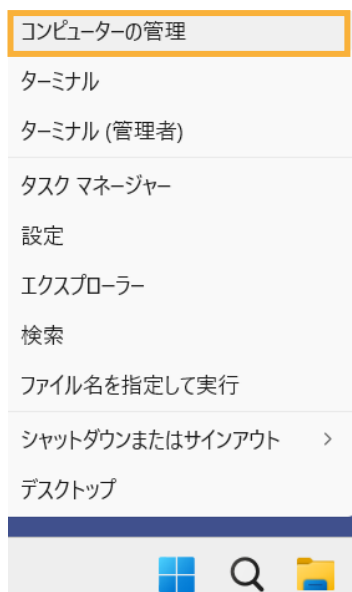 コンピューターの管理
ターミナル
ターミナル (管理者)
タスク マネージャー
設定
エクスプローラー
検索
ファイル名を指定して実行
シャットダウンまたはサインアウト
デスクトップ